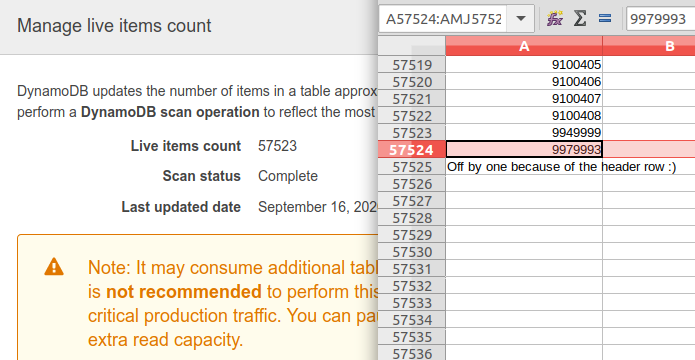 Manage live items count
DynamoDB updates the number of items in a table approx
perform a DynamoDB scan operation to reflect the most
Live items count 57523
Scan status Complete
Last updated date September 16, 202
Note: It may consume additional tabl
is not recommended to perform this
critical production traffic. You can pa
extra read capacity.
A57524:AMJ5752 fx Σ = 9979993
A B
57519 9100405
57520 9100406
57521 9100407
57522 9100408
57523 9949999
57524 9979993
57525 Off by one because of the header row :)
57526
57527
57528
57529
57530
57531
57532
57533
57534
57535
57536